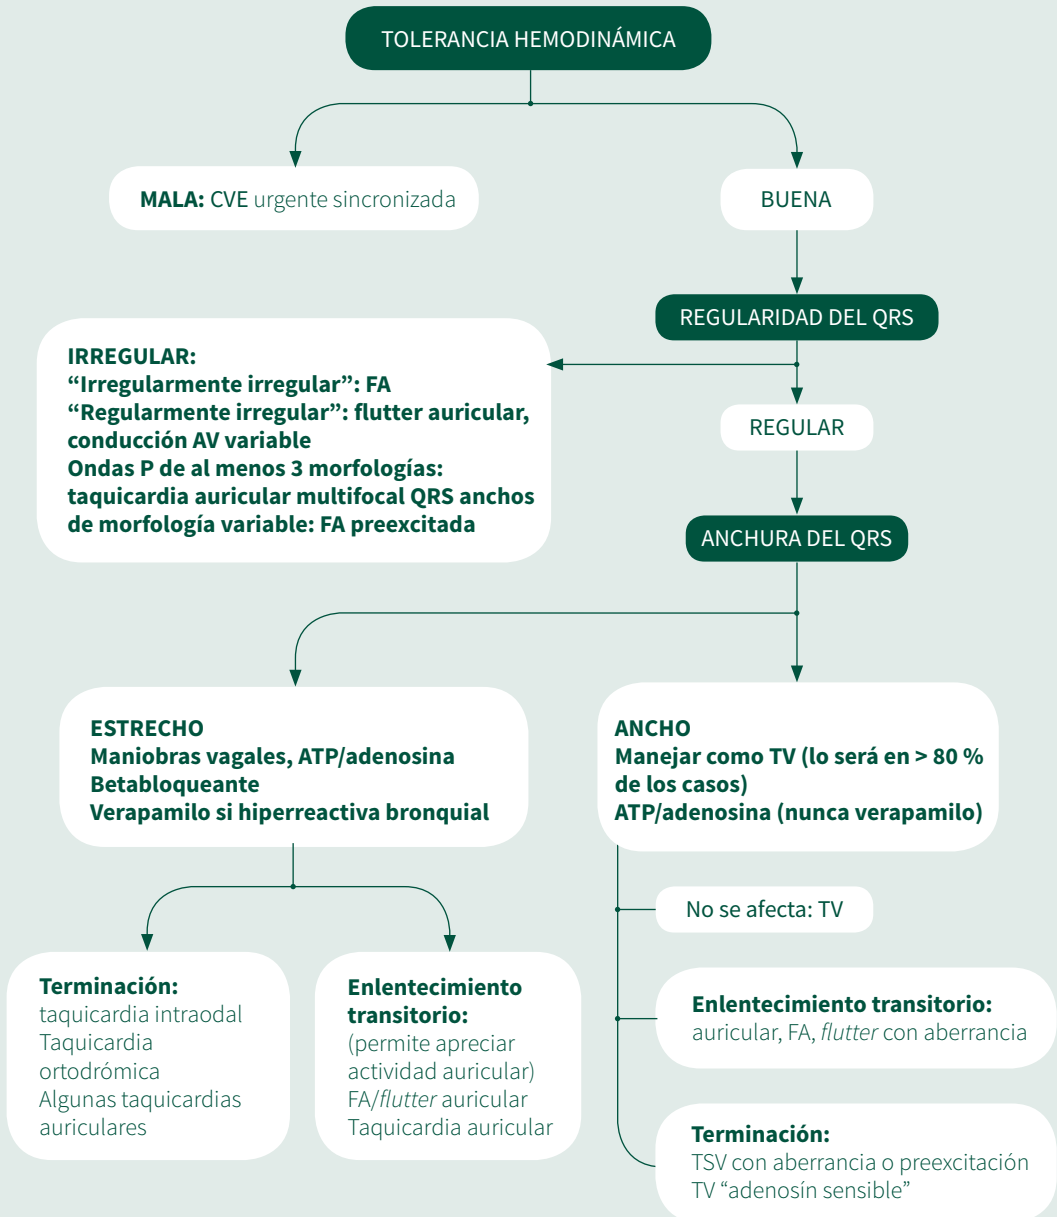 TOLERANCIA HEMODINÁMICA
MALA: CVE urgente sincronizada
BUENA
REGULARIDAD DEL QRS
IRREGULAR:
“Irregularmente irregular”: FA
“Regularmente irregular”: flutter auricular,
conducción AV variable
Ondas P de al menos 3 morfologías:
taquicardia auricular multifocal QRS anchos
de morfología variable: FA preexcitada
REGULAR
ANCHURA DEL QRS
ESTRECHO
Maniobras vagales, ATP/adenosina
Betabloqueante
Verapamilo si hiperreactiva bronquial
ANCHO
Manejar como TV (lo será en > 80 %
de los casos)
ATP/adenosina (nunca verapamilo)
No se afecta: TV
Terminación:
taquicardia intraodal
Taquicardia
ortodrómica
Algunas taquicardias
auriculares
Enlentecimiento
transitorio:
(permite apreciar
actividad auricular)
FA/flutter auricular
Taquicardia auricular
Enlentecimiento transitorio:
auricular, FA, flutter con aberrancia
Terminación:
TSV con aberrancia o preexcitación
TV “adenosín sensible”